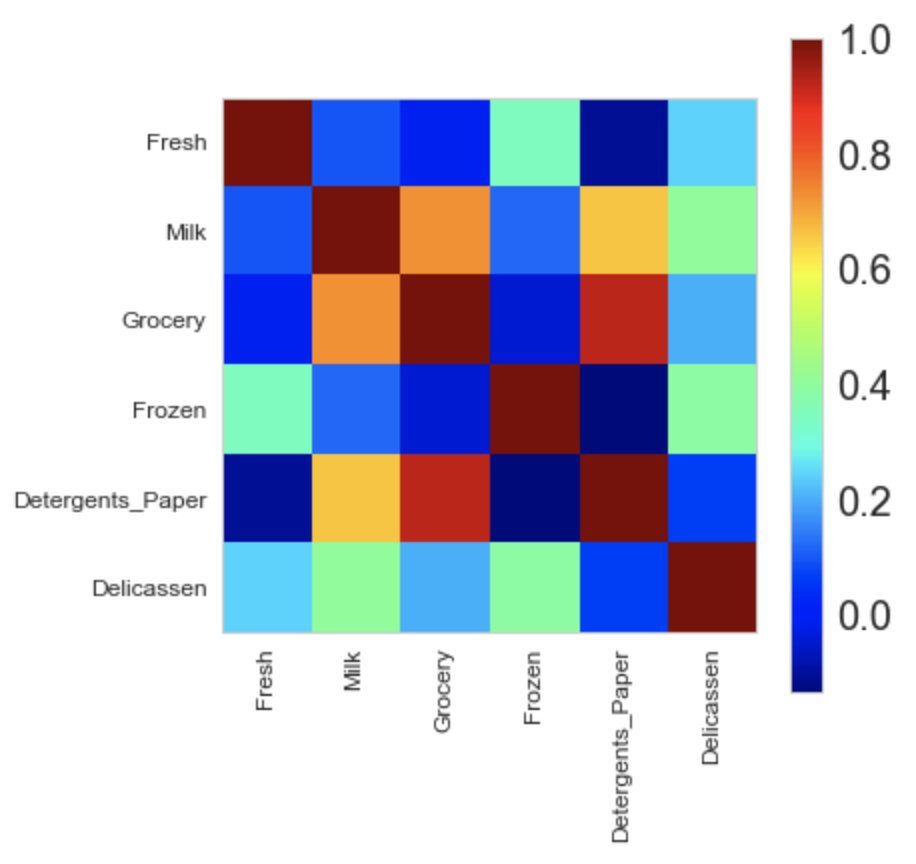 1.0
Fresh
0.8
Milk
0.6
Grocery
0.4
Frozen
0.2
Detergents_Paper
Delicassen
0.0
Fresh
Milk
Grocery
Frozen
Detergents_Paper
Delicassen